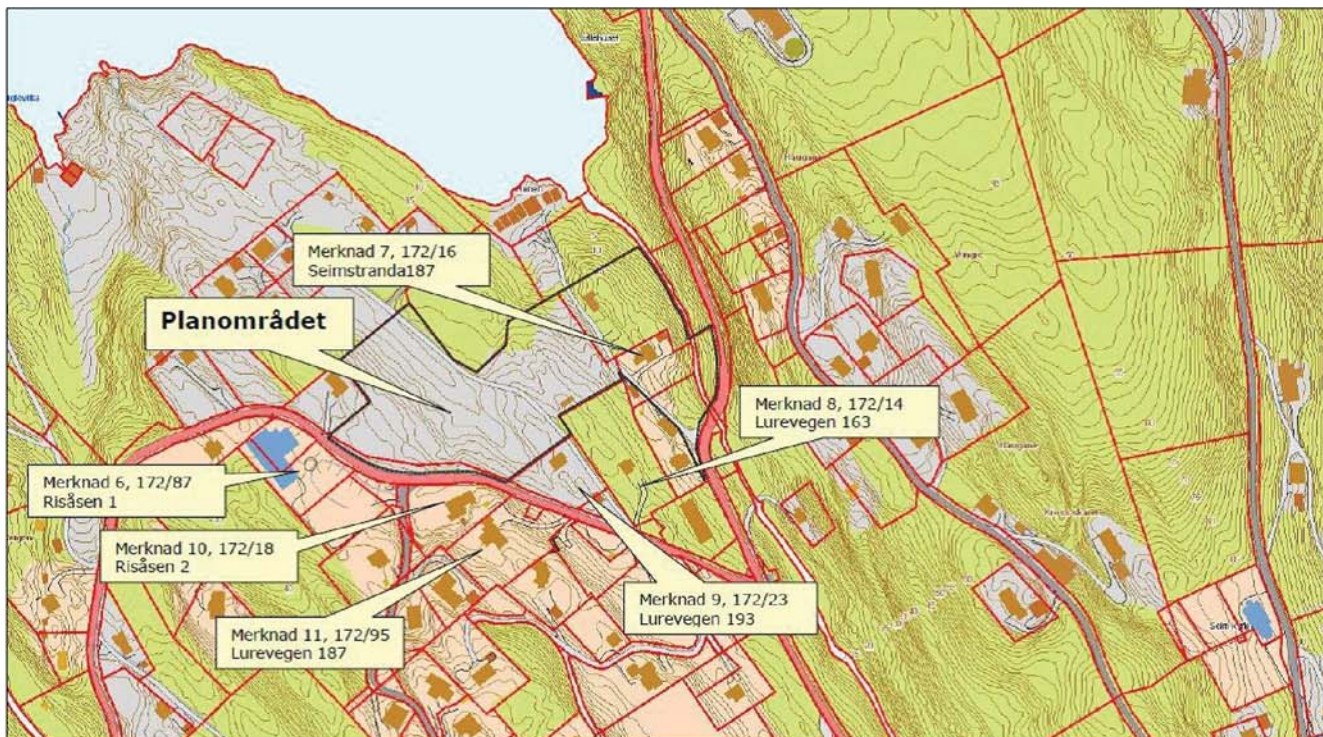 Merknad 7, 172/16
Seimstranda187
Planområdet
Merknad 8, 172/14
Lurevegen 163
Merknad 6, 172/87
Risåsen 1
Merknad 10, 172/18
Risåsen 2
Merknad 9, 172/23
Lurevegen 193
Merknad 11, 172/95
Lurevegen 187